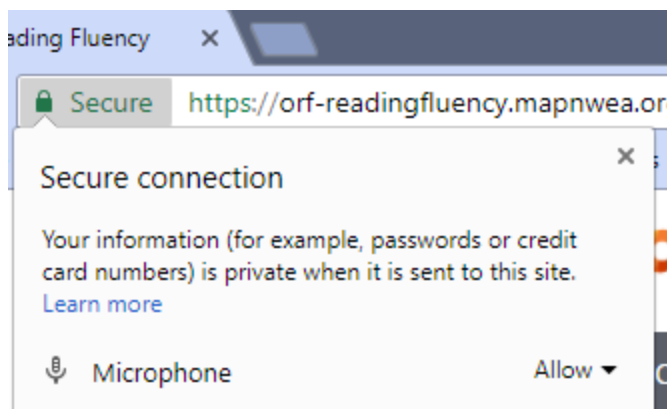 ading Fluency
Secure https://orf-readingfluency.mapnwea.or
Secure connection
Your information (for example, passwords or credit
card numbers) is private when it is sent to this site.
Learn more
Microphone Allow